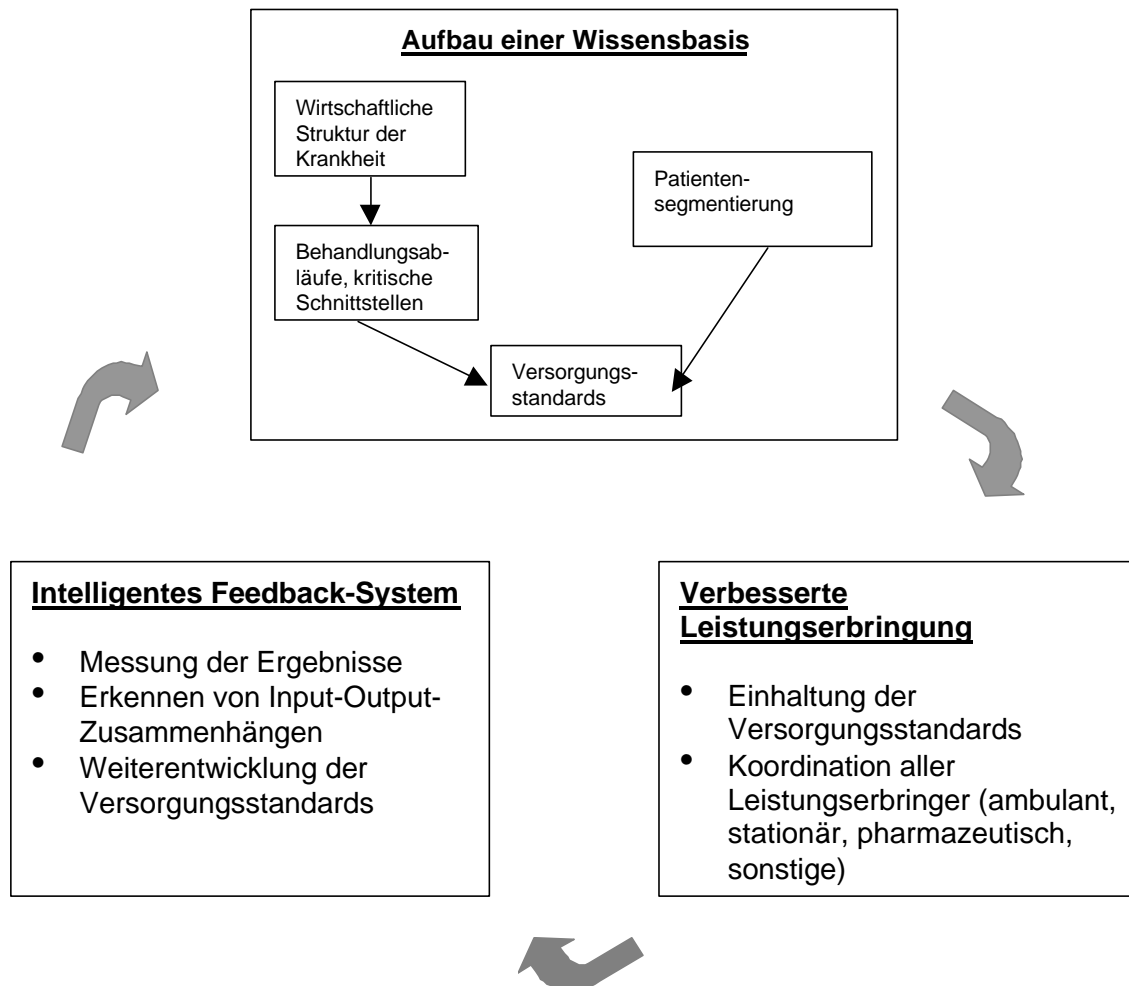 Aufbau einer Wissensbasis
Wirtschaftliche
Struktur der
Krankheit
Patienten-
segmentierung
Behandlungsab-
läufe, kritische
Schnittstellen
Versorgungs-
standards
Intelligentes Feedback-System
• Messung der Ergebnisse
• Erkennen von Input-Output-
Zusammenhängen
• Weiterentwicklung der
Versorgungsstandards
Verbesserte
Leistungserbringung
• Einhaltung der
Versorgungsstandards
• Koordination aller
Leistungserbringer (ambulant,
stationär, pharmazeutisch,
sonstige)